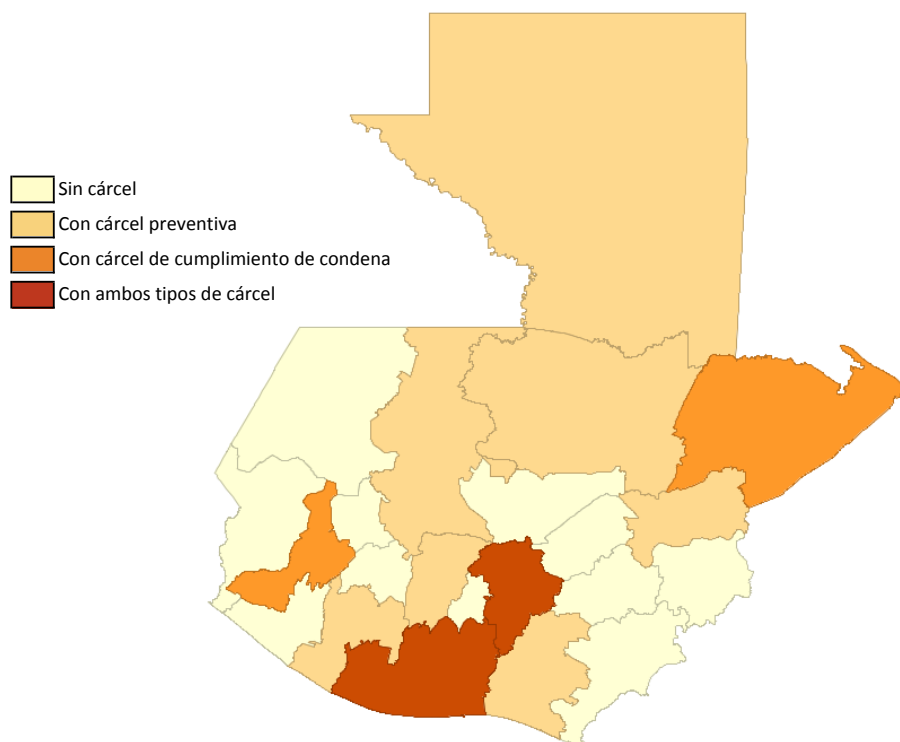 Sin cárcel
Con cárcel preventiva
Con cárcel de cumplimiento de condena
Con ambos tipos de cárcel